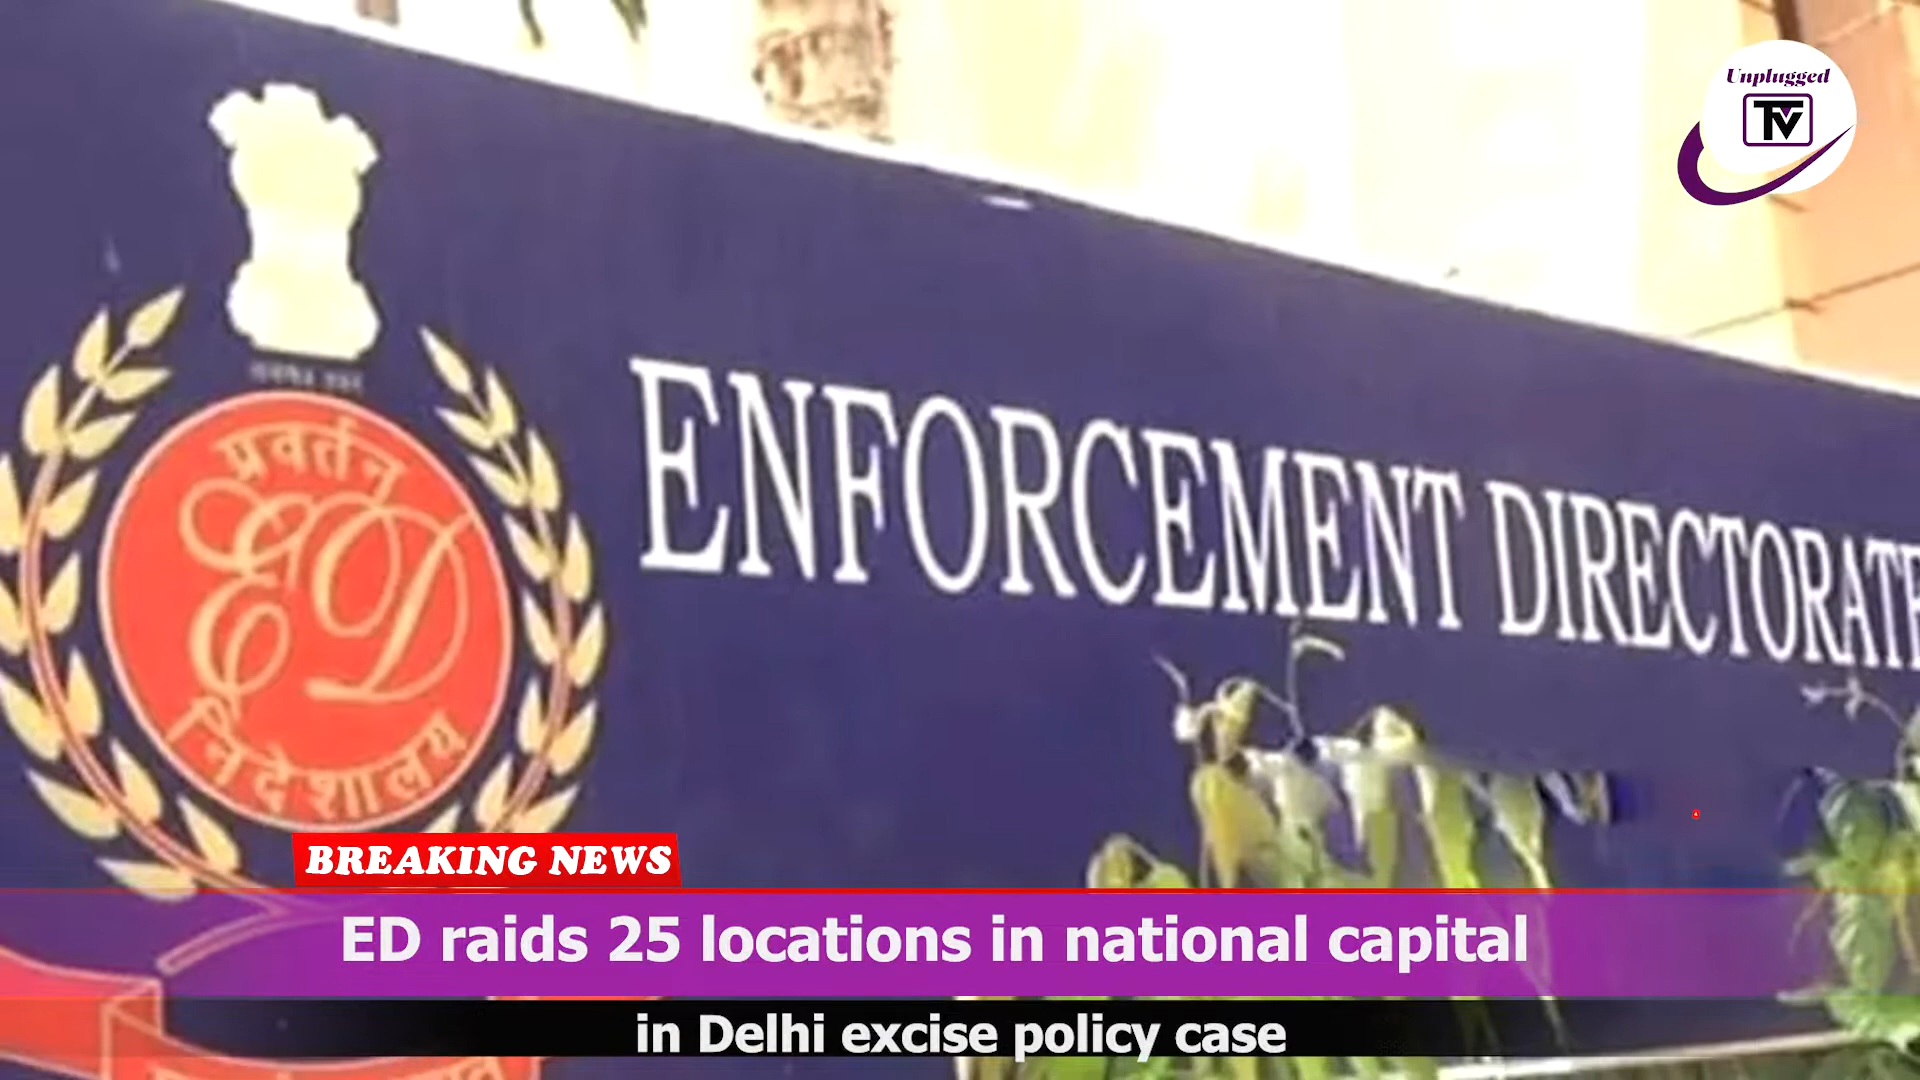 Unplugged
TV
प्रवर्तन
ED
निदेशालय
ENFORCEMENT DIRECTORATE
BREAKING NEWS
ED raids 25 locations in national capital
in Delhi excise policy case